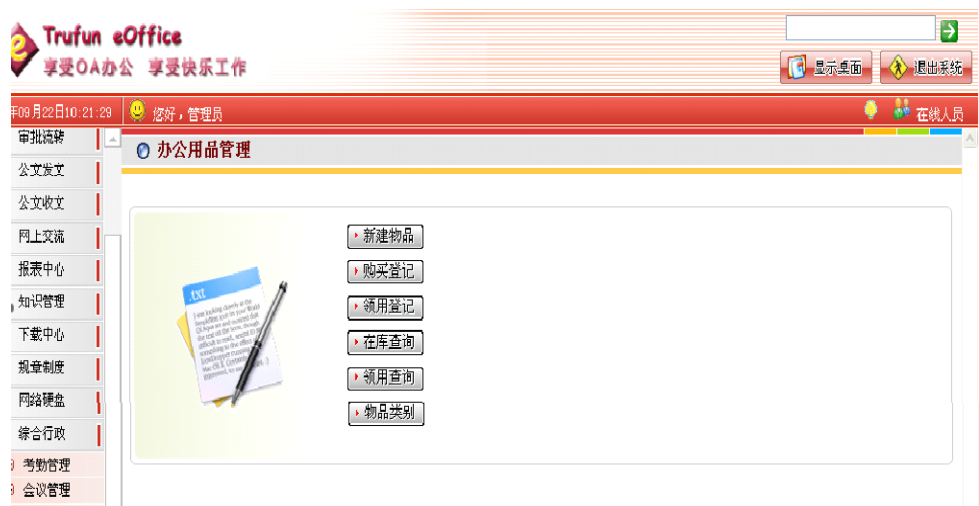 Trufun eOffice
享受OA办公 享受快乐工作
显示桌面
退出系统
年09月22日10:21:29
您好，管理员
在线人员
审批流转
公文发文
公文收文
网上交流
报表中心
知识管理
下载中心
规章制度
网络硬盘
综合行政
考勤管理
会议管理
办公用品管理
.txt
新建物品
购买登记
领用登记
在库查询
领用查询
物品类别